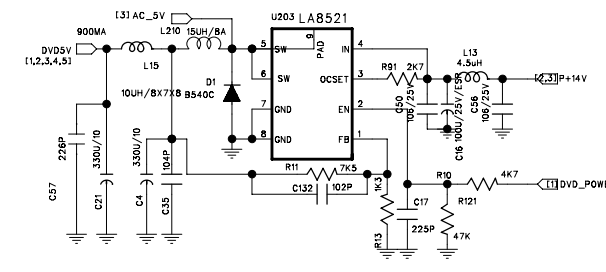 [3] AC_5V
U203 LA8521
900MA
L210 15UH/8A
DVD5V
[1,2,3,4,5]
L15
10UH/8X7X8
D1
B540C
5 SW
6 SW
7 GND
8 GND
9 PAD
IN 4
OCSET 3
EN 2
FB 1
R91 2K7
L13
4.5uH
[2,3] P+14V
C50 106/25V
C16 100U/25V/ESR
C56 106/25V
226P
C57
330U/10
C21
330U/10
C4
104P
C35
R11 7K5
C132 102P
1K3
R13
C17
225P
R10 4K7
R121
47K
[1] DVD_POWE